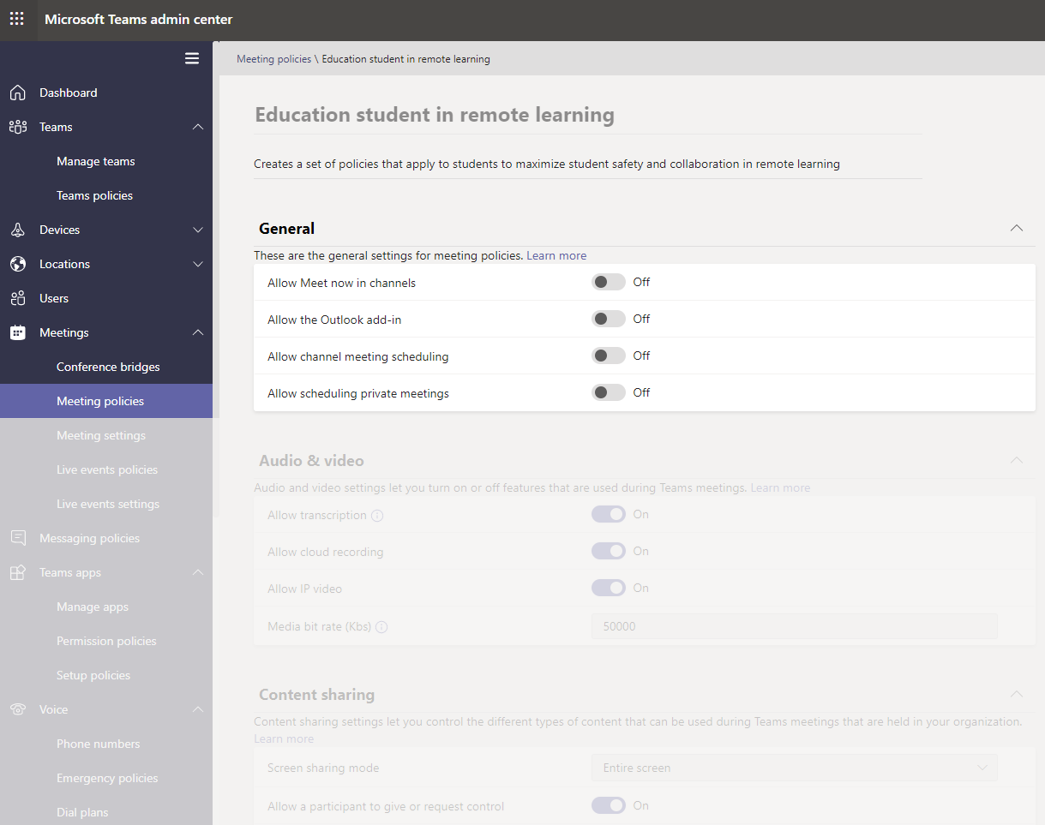 Microsoft Teams admin center
Meeting policies \ Education student in remote learning
Dashboard
Teams
Manage teams
Teams policies
Devices
Locations
Users
Meetings
Conference bridges
Meeting policies
Meeting settings
Live events policies
Live events settings
Messaging policies
Teams apps
Manage apps
Permission policies
Setup policies
Voice
Phone numbers
Emergency policies
Dial plans
Education student in remote learning
Creates a set of policies that apply to students to maximize student safety and collaboration in remote learning
General
These are the general settings for meeting policies. Learn more
Allow Meet now in channels Off
Allow the Outlook add-in Off
Allow channel meeting scheduling Off
Allow scheduling private meetings Off
Audio & video
Audio and video settings let you turn on or off features that are used during Teams meetings. Learn more
Allow transcription On
Allow cloud recording On
Allow IP video On
Media bit rate (Kbs) 50000
Content sharing
Content sharing settings let you control the different types of content that can be used during Teams meetings that are held in your organization.
Learn more
Screen sharing mode Entire screen
Allow a participant to give or request control On